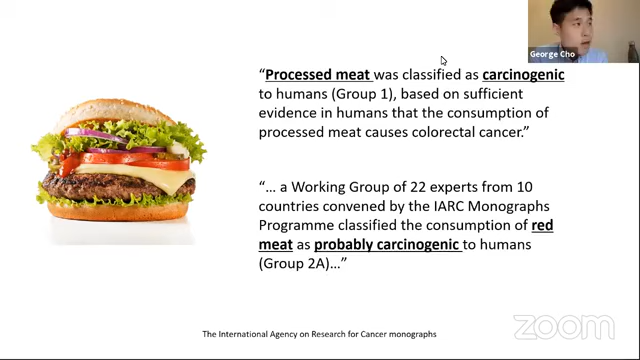 George Cho
“Processed meat was classified as carcinogenic
to humans (Group 1), based on sufficient
evidence in humans that the consumption of
processed meat causes colorectal cancer.”
“… a Working Group of 22 experts from 10
countries convened by the IARC Monographs
Programme classified the consumption of red
meat as probably carcinogenic to humans
(Group 2A)…”
The International Agency on Research for Cancer monographs
zoom